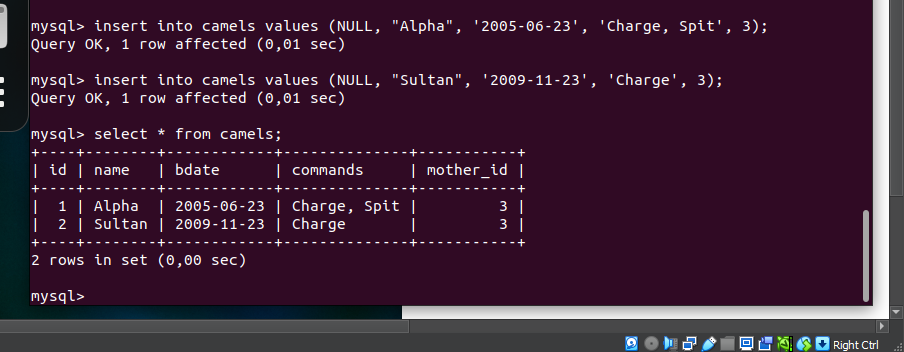 mysql> insert into camels values (NULL, "Alpha", '2005-06-23', 'Charge, Spit', 3);
Query OK, 1 row affected (0,01 sec)
mysql> insert into camels values (NULL, "Sultan", '2009-11-23', 'Charge', 3);
Query OK, 1 row affected (0,01 sec)
mysql> select * from camels;
+----+--------+------------+--------------+-----------+
| id | name   | bdate      | commands     | mother_id |
+----+--------+------------+--------------+-----------+
|  1 | Alpha  | 2005-06-23 | Charge, Spit |         3 |
|  2 | Sultan | 2009-11-23 | Charge       |         3 |
+----+--------+------------+--------------+-----------+
2 rows in set (0,00 sec)
mysql>
Right Ctrl